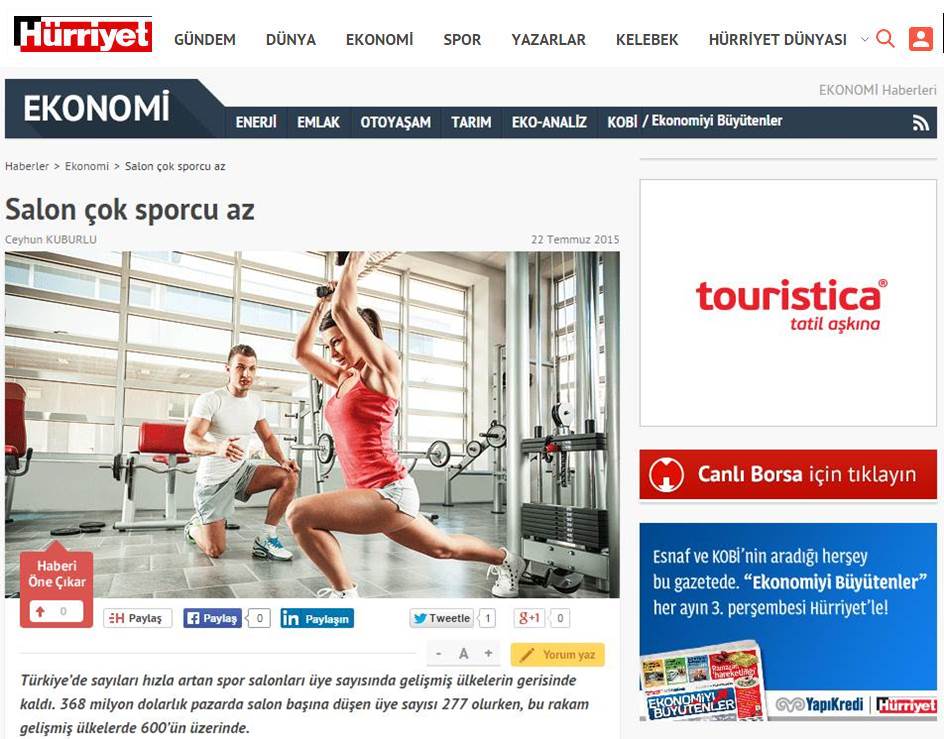 Hürriyet
GÜNDEM DÜNYA EKONOMİ SPOR YAZARLAR KELEBEK HÜRRİYET DÜNYASI
EKONOMİ Haberleri
EKONOMİ
ENERJİ EMLAK OTOYAŞAM TARIM EKO-ANALİZ KOBİ / Ekonomiyi Büyütenler
Haberler > Ekonomi > Salon çok sporcu az
Salon çok sporcu az
Ceyhun KUBURLU 22 Temmuz 2015
Haberi
Öne Çıkar
0
H Paylaş
Paylaş 0
in Paylaşın
Tweetle 1
g+1 0
- A +
Yorum yaz
Türkiye’de sayıları hızla artan spor salonları üye sayısında gelişmiş ülkelerin gerisinde
kaldı. 368 milyon dolarlık pazarda salon başına düşen üye sayısı 277 olurken, bu rakam
gelişmiş ülkelerde 600’ün üzerinde.
touristica®
tatil aşkına
Canlı Borsa için tıklayın
Esnaf ve KOBİ’nin aradığı herşey
bu gazetede. “Ekonomiyi Büyütenler”
her ayın 3. perşembesi Hürriyet’le!
Ramazan
hareketliliği
EKONOMİYİ
BÜYÜTENLER
YapıKredi | Hürriyet